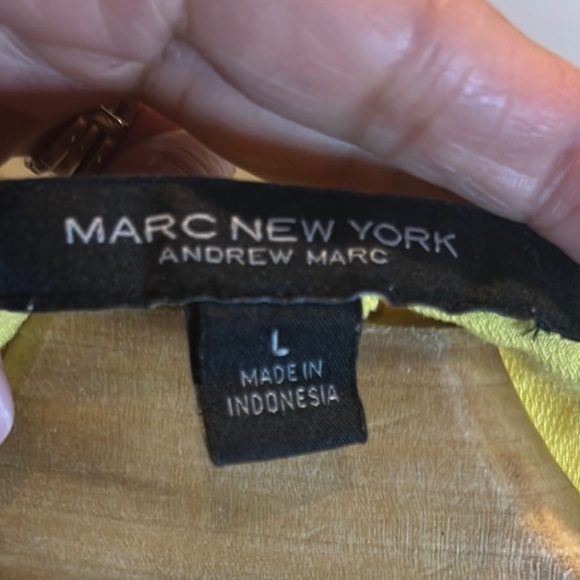 MARC NEW YORK
ANDREW MARC
L
MADE IN
INDONESIA